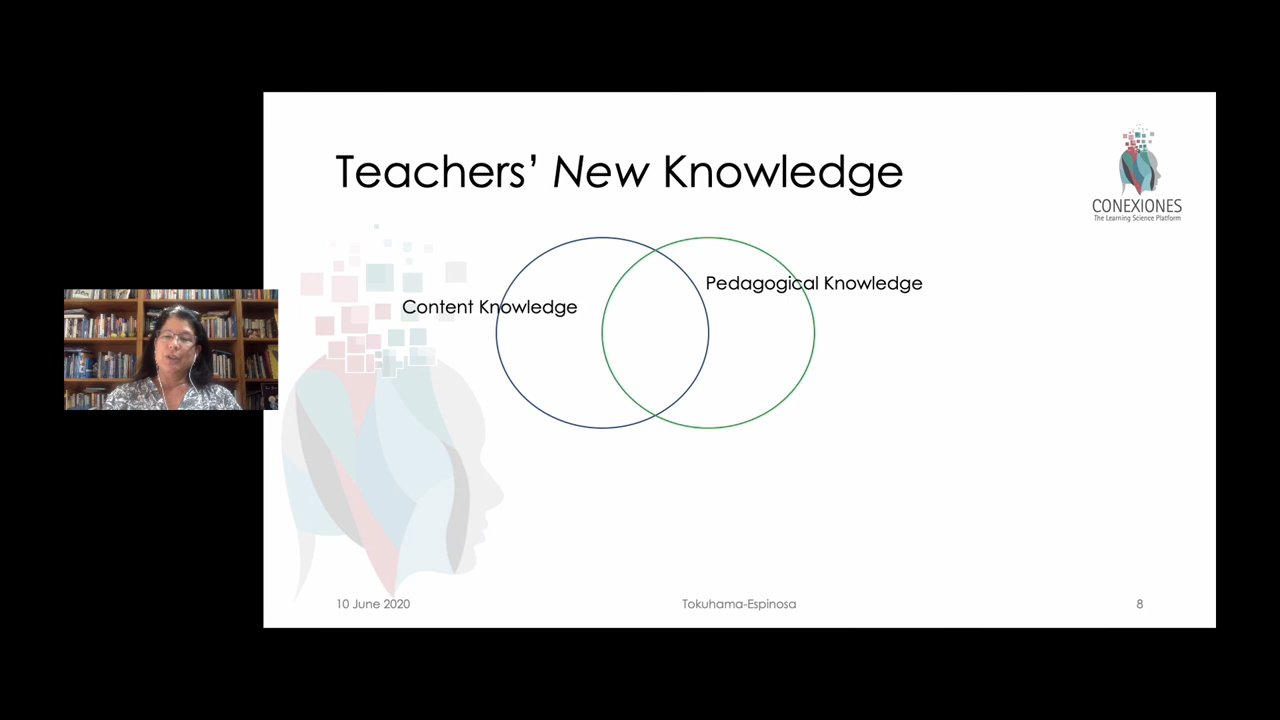 Teachers’ New Knowledge
CONEXIONES
The Learning Science Platform
Pedagogical Knowledge
Content Knowledge
10 June 2020
Tokuhama-Espinosa
8